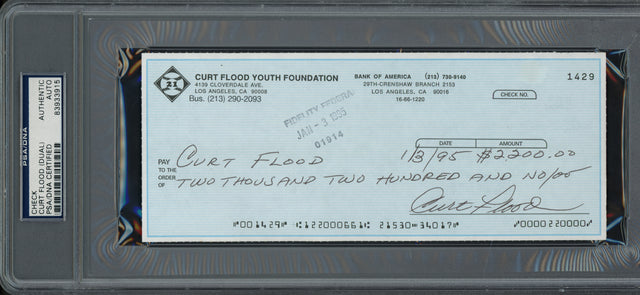 PSA/DNA
AUTHENTIC
AUTO
83933915
CHECK
CURT FLOOD (DUAL)
PSA/DNA CERTIFIED
21
CURT FLOOD YOUTH FOUNDATION
4139 CLOVERDALE AVE.
LOS ANGELES, CA 90008
Bus. (213) 290-2093
BANK OF AMERICA (213) 730-9140
29TH-CRENSHAW BRANCH 2153
LOS ANGELES, CA 90016
16-66-1220
1429
CHECK NO.
FIDELITY FEDERAL
JAN -3 1995
01914
DATE AMOUNT
PAY TO THE ORDER OF
CURT FLOOD 1/3/95 $2,200.00
TWO THOUSAND TWO HUNDRED AND NO/00
Curt Flood
⑈001429⑈ ⑆122000661⑆ 21530⑉34017⑈ ⑈0000220000⑈